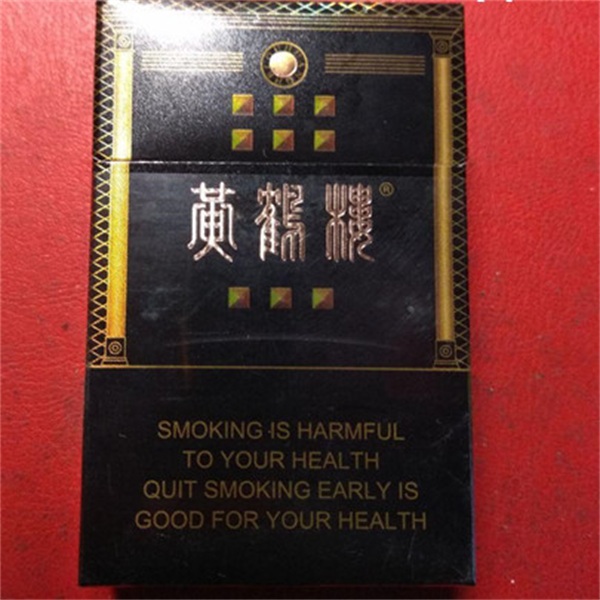 黄鹤楼®
SMOKING IS HARMFUL
TO YOUR HEALTH
QUIT SMOKING EARLY IS
GOOD FOR YOUR HEALTH